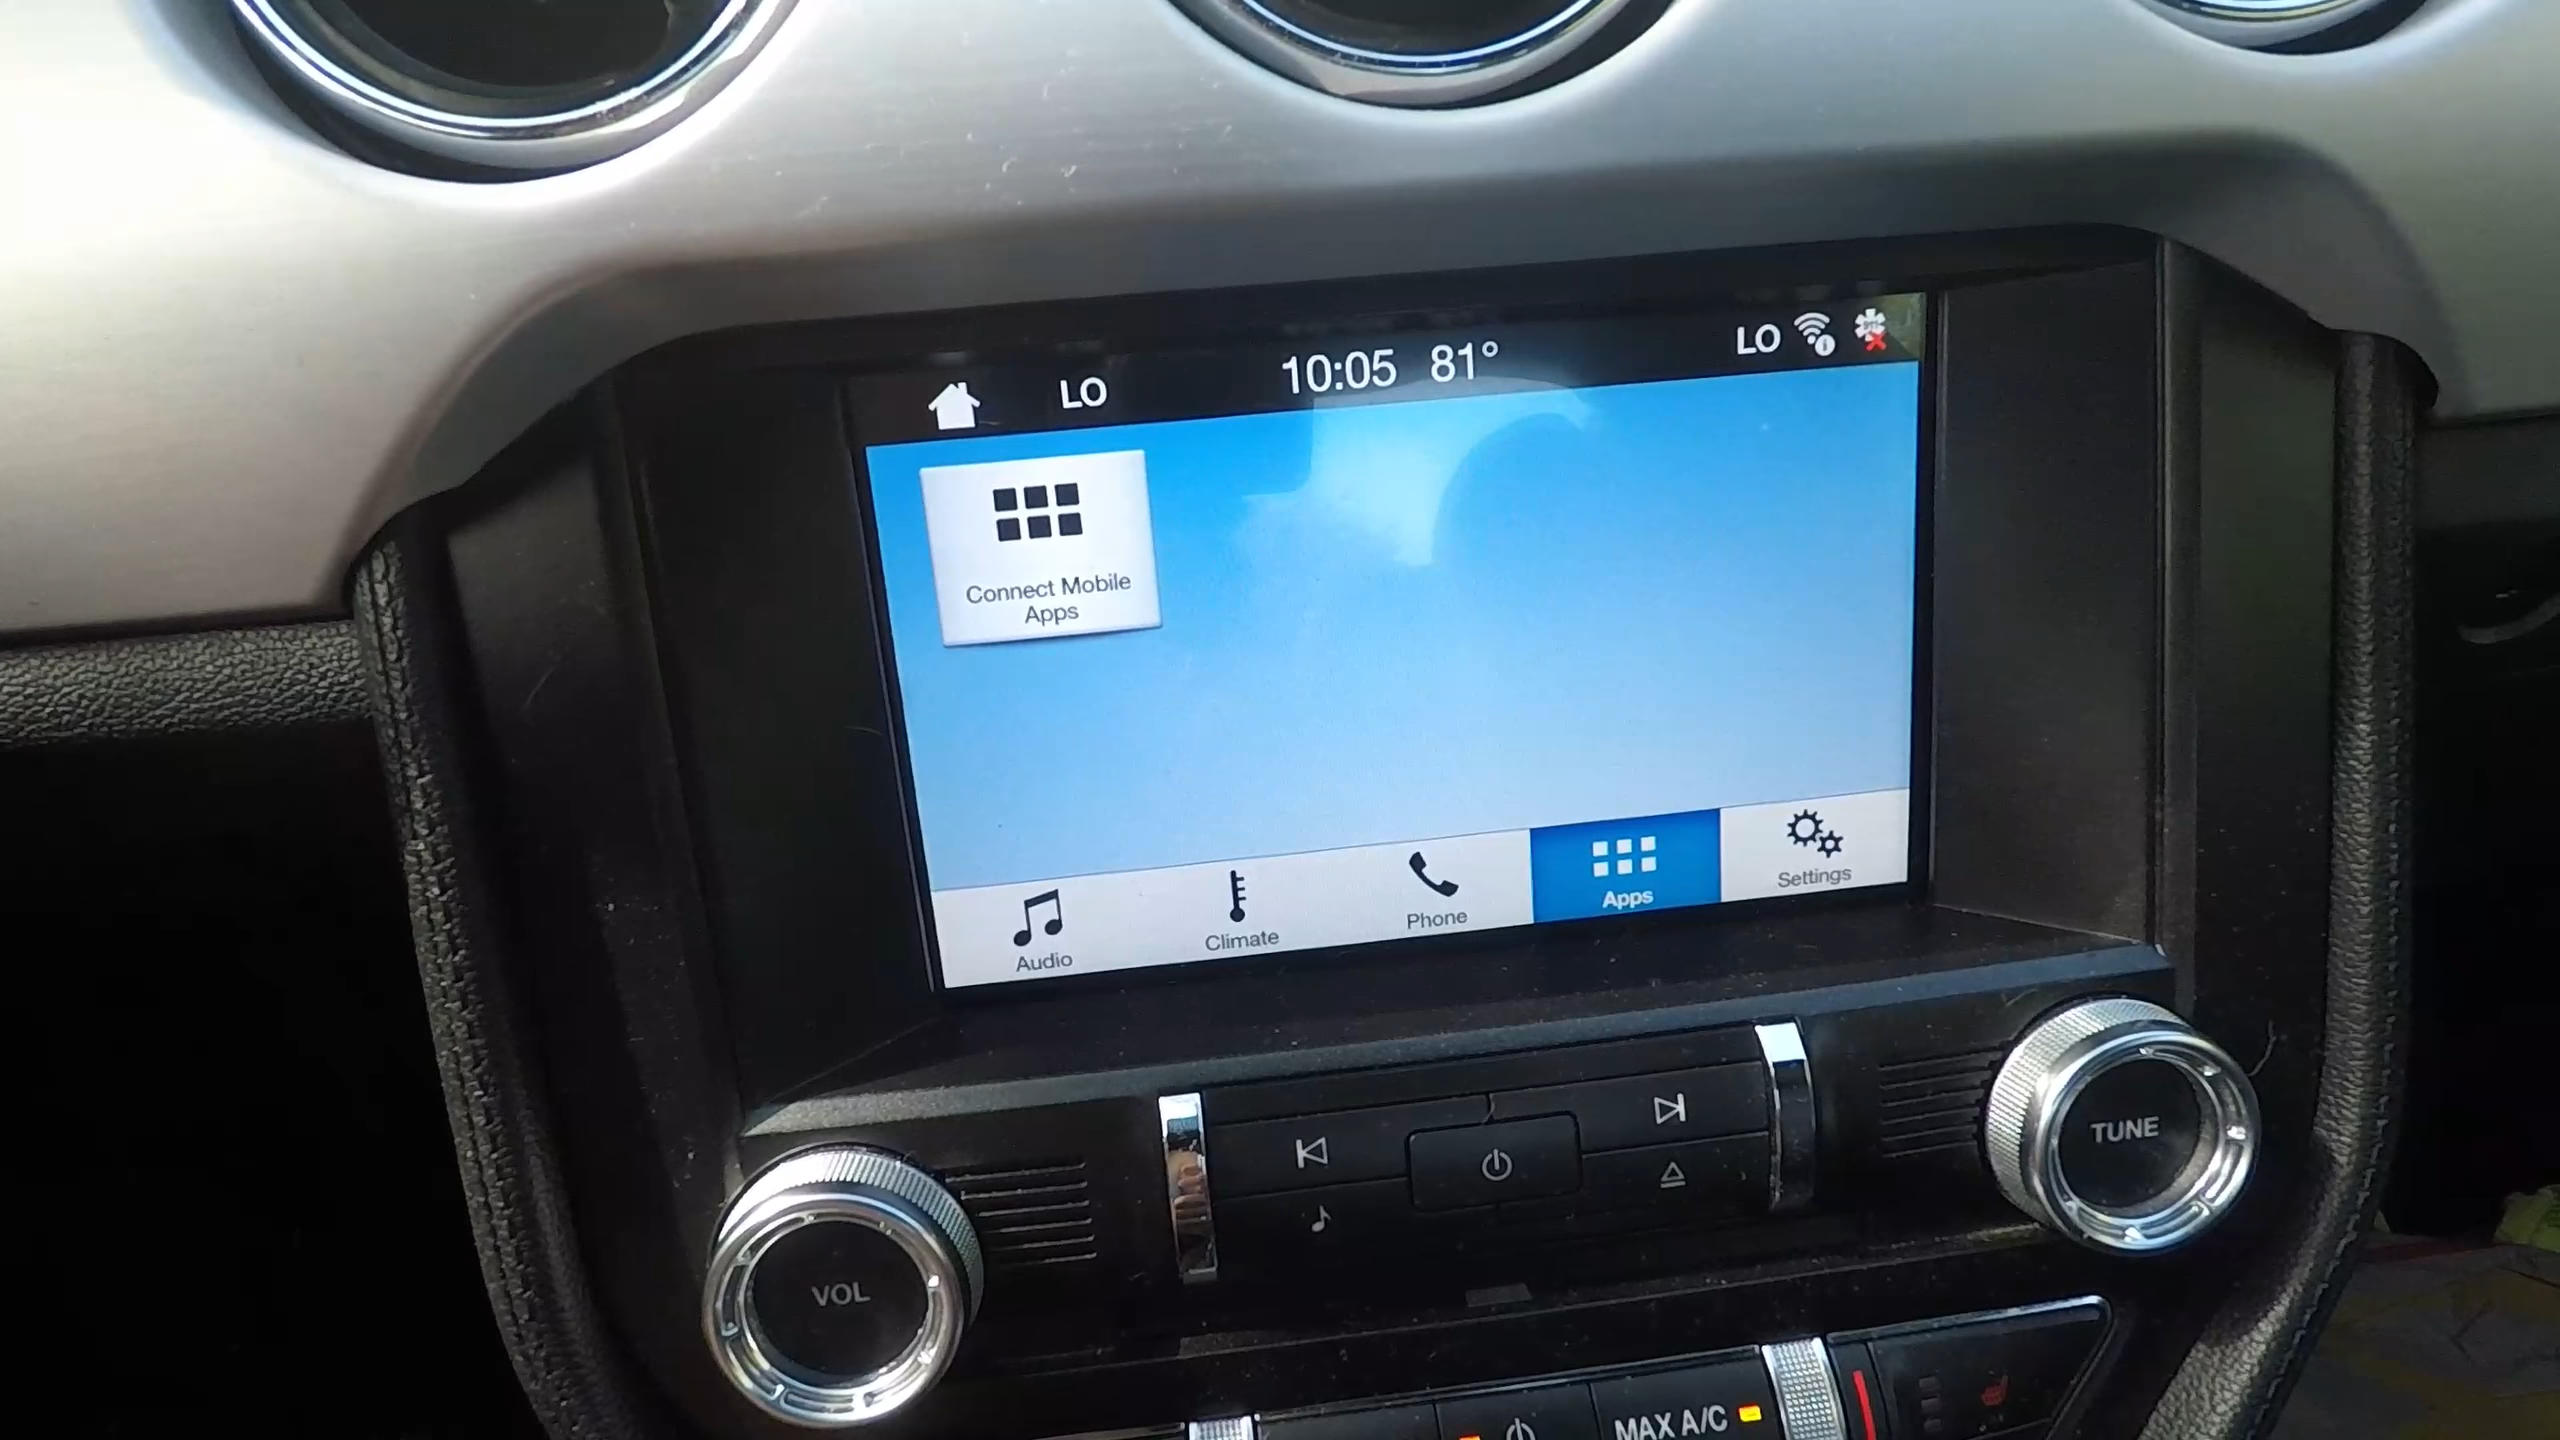 LO
10:05 81°
LO
Connect Mobile
Apps
Audio
Climate
Phone
Apps
Settings
TUNE
VOL
MAX A/C